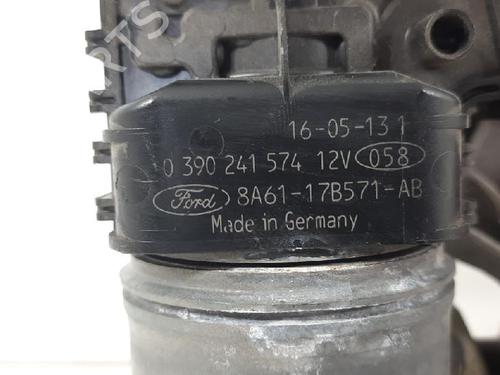 16-05-13 1
0 390 241 574 12V 058
Ford 8A61-17B571-AB
Made in Germany